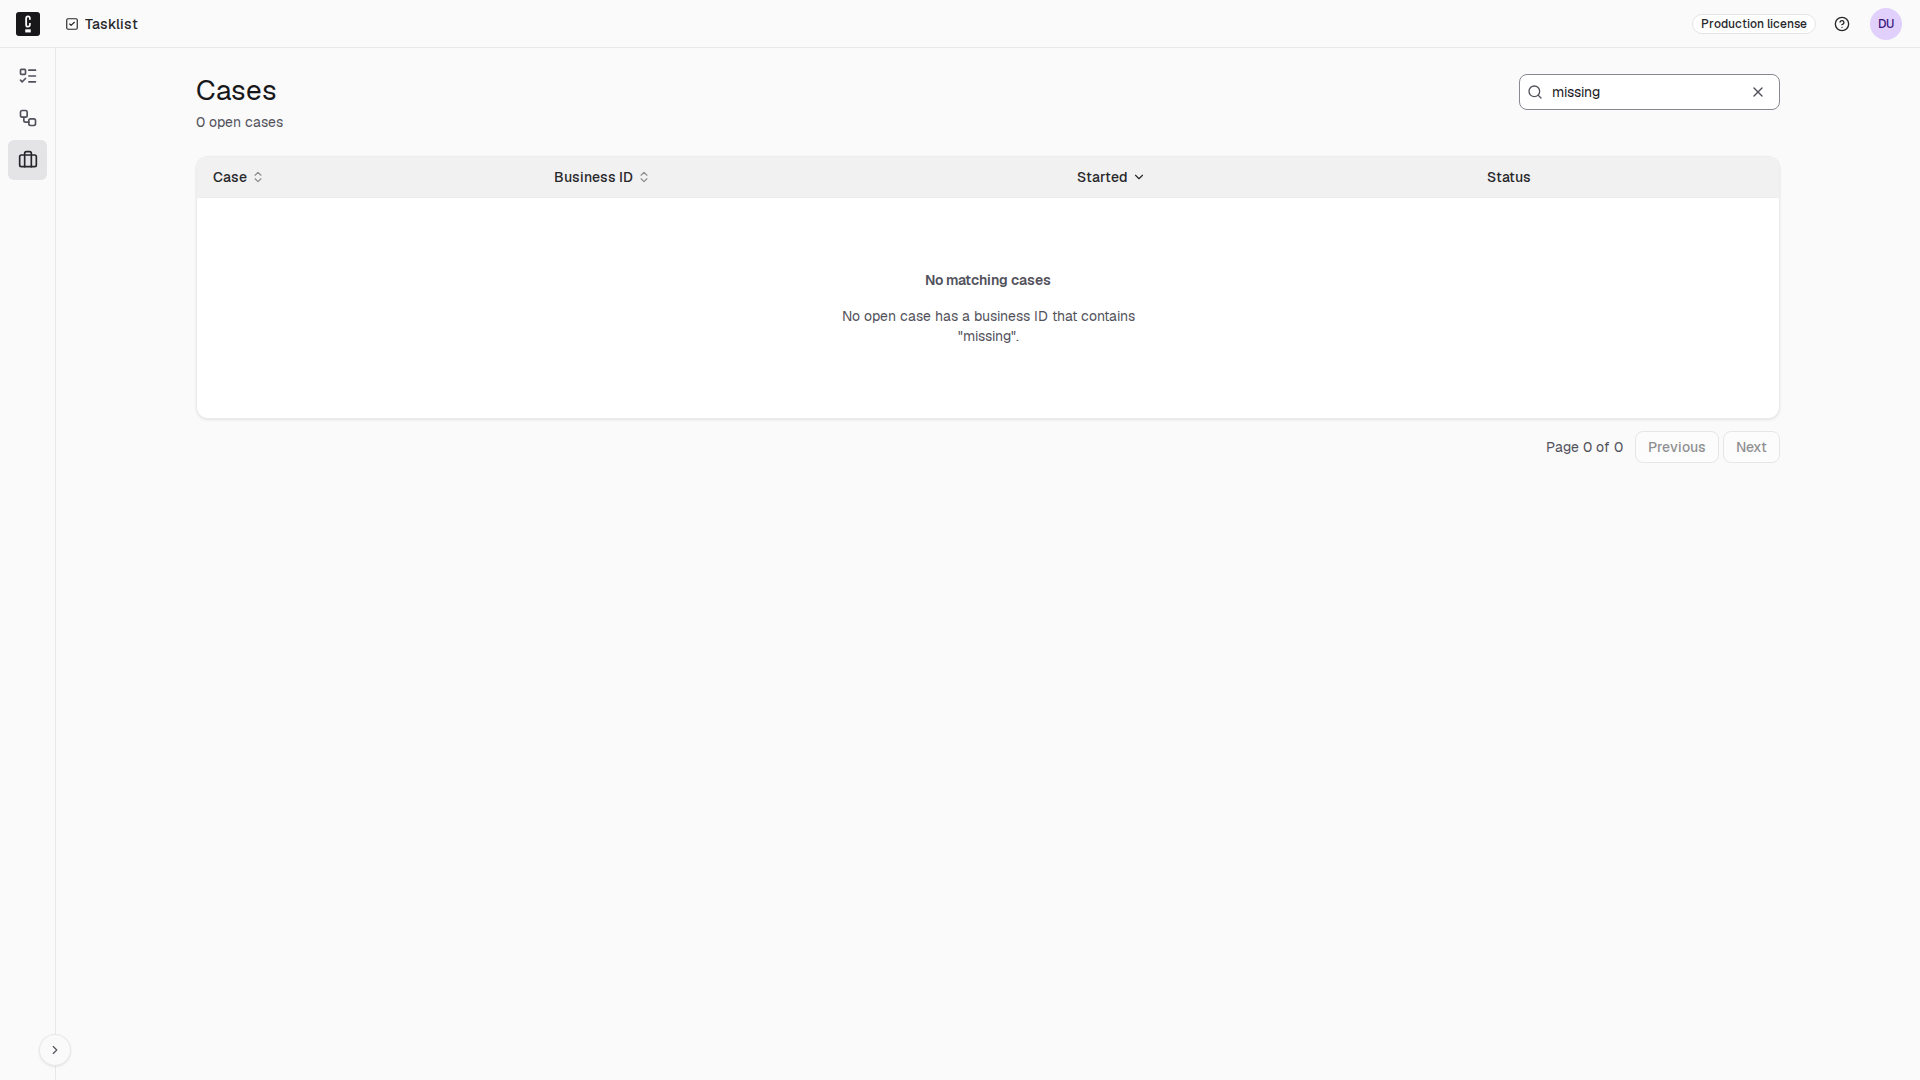 Tasklist
Production license
DU
Cases
0 open cases
missing
Case
Business ID
Started
Status
No matching cases
No open case has a business ID that contains
"missing".
Page 0 of 0
Previous
Next